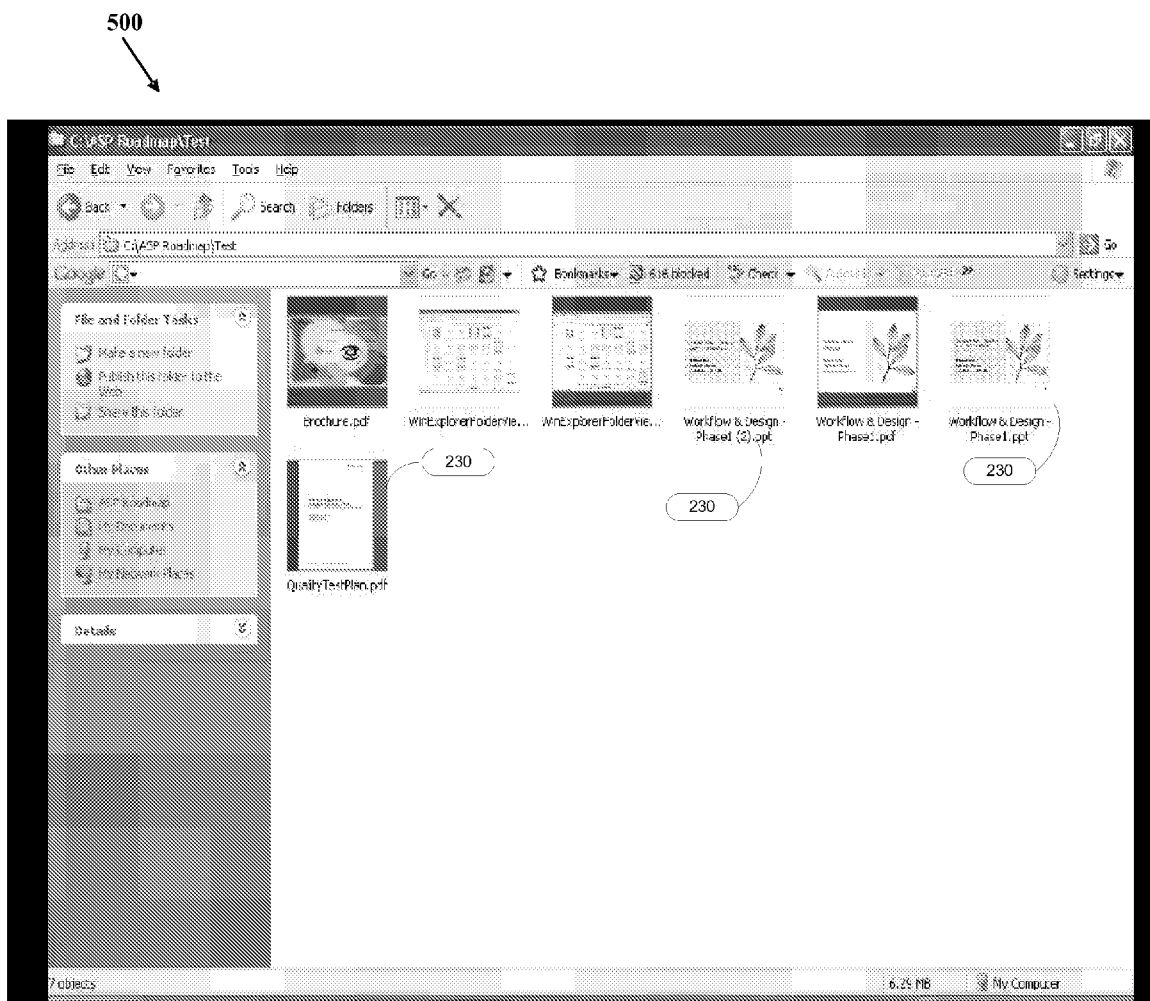 500
C:\ASP Roadmap\Test
File Edit View Favorites Tools Help
Back Search Folders
Address C:\ASP Roadmap\Test Go
Google Go Bookmarks 616 blocked Check Settings
File and Folder Tasks
Make a new folder
Publish this folder to the
Web
Share this folder
Other Places
ASP Roadmap
My Documents
My Computer
My Network Places
Details
Brochure.pdf WinExplorerFolderVie... WinExplorerFolderVie... Workflow & Design - Workflow & Design - Workflow & Design -
Phase1 (2).ppt Phase1.pdf Phase1.ppt
230 230
230
QualityTestPlan.pdf
7 objects 6.29 MB My Computer